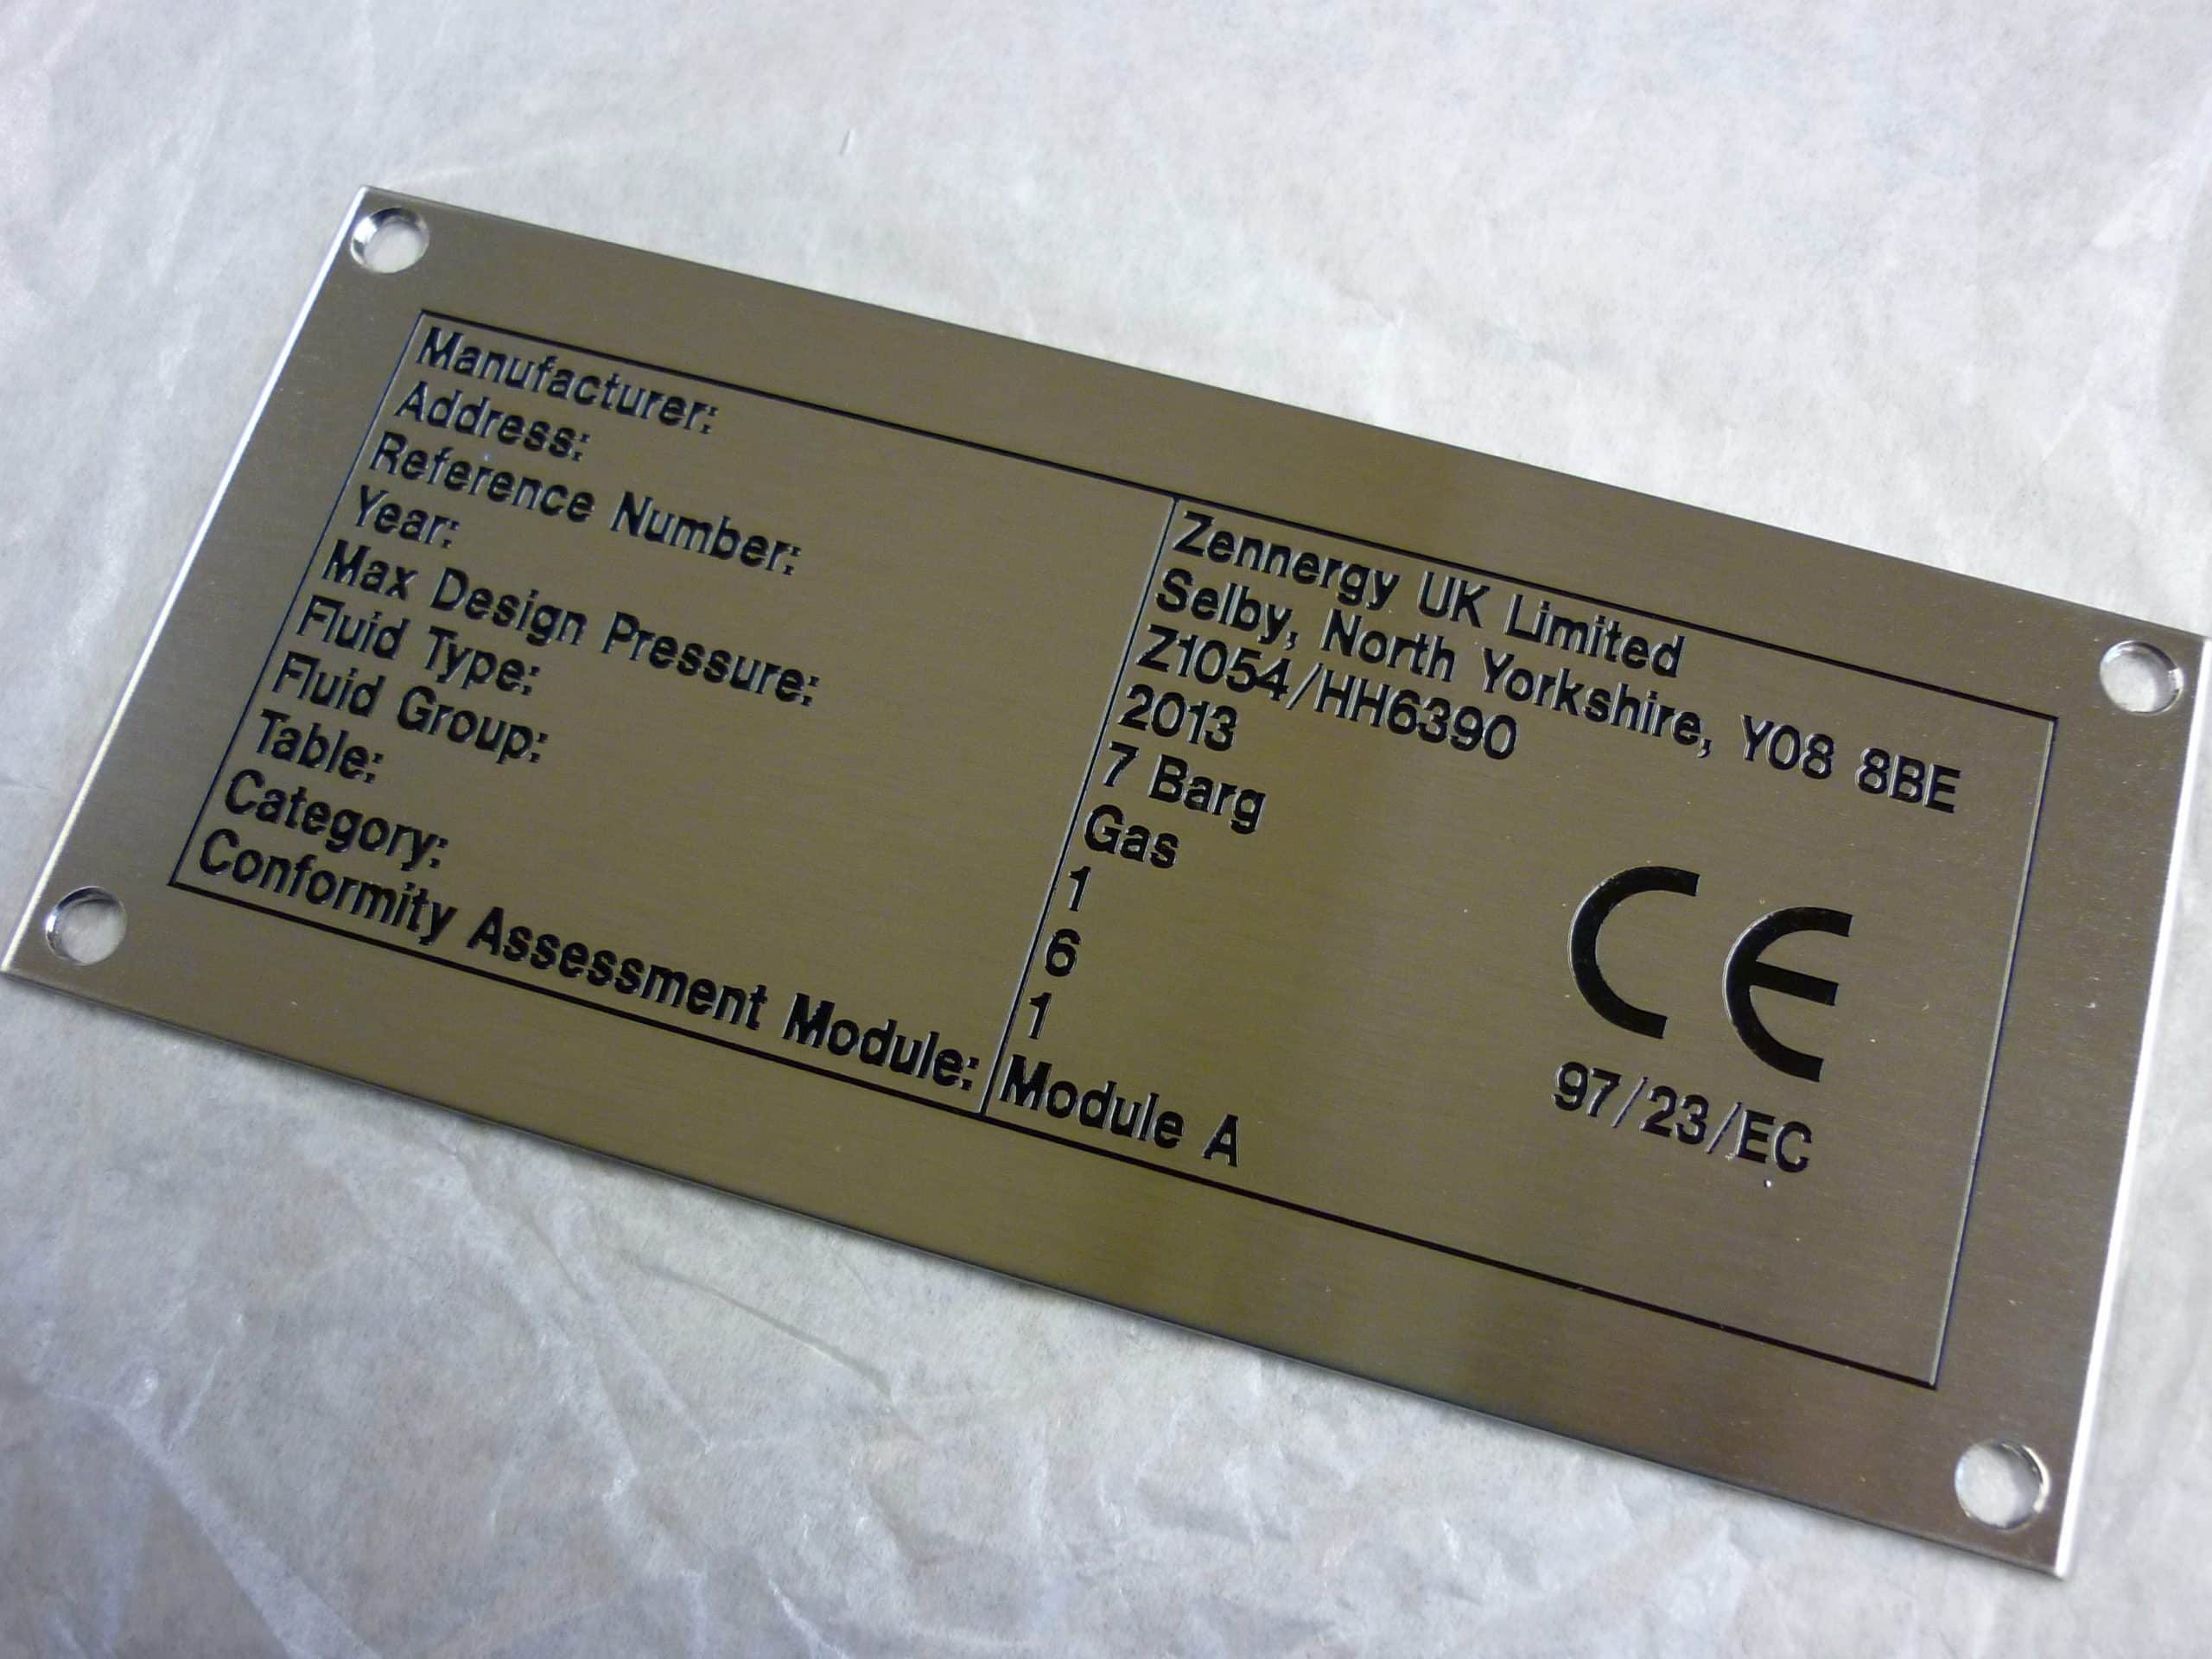 Manufacturer: Zennergy UK Limited
Address: Selby, North Yorkshire, Y08 8BE
Reference Number: Z1054/HH6390
Year: 2013
Max Design Pressure: 7 Barg
Fluid Type: Gas
Fluid Group: 1
Table: 6
Category: 1
Conformity Assessment Module: Module A
CE
97/23/EC